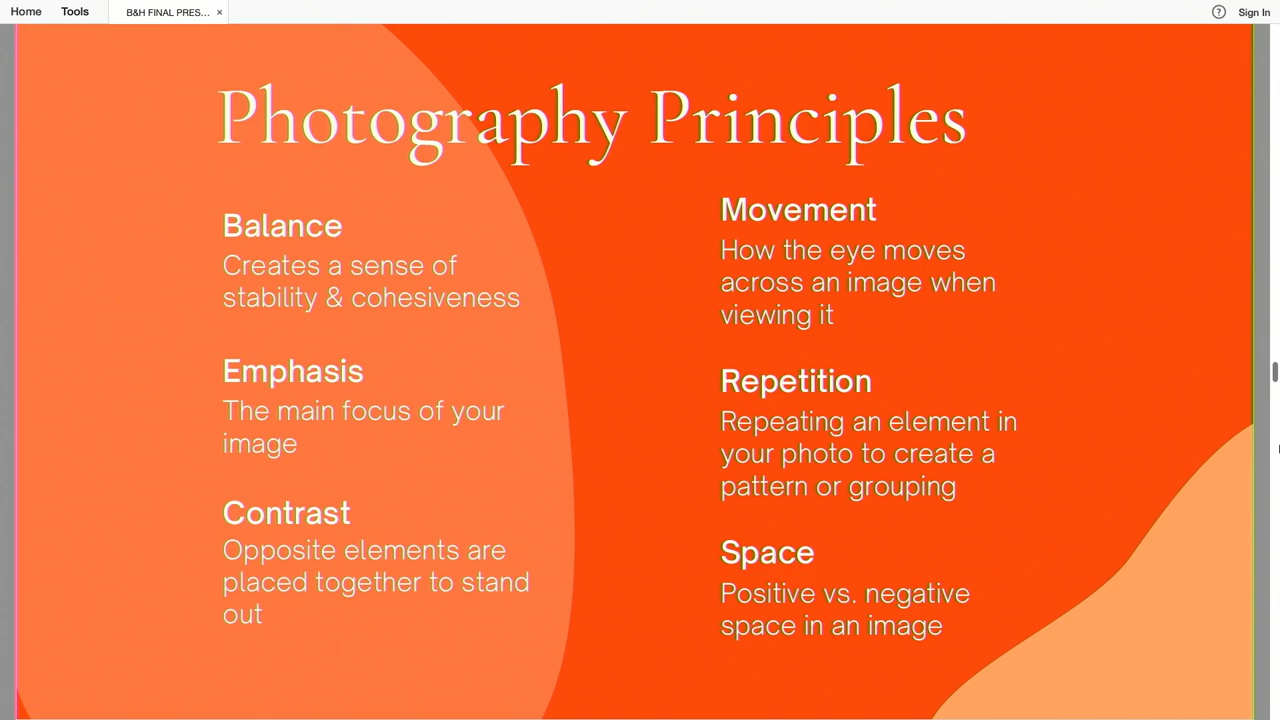 Home Tools B&H FINAL PRES... × ? Sign In
Photography Principles
Balance
Creates a sense of
stability & cohesiveness
Emphasis
The main focus of your
image
Contrast
Opposite elements are
placed together to stand
out
Movement
How the eye moves
across an image when
viewing it
Repetition
Repeating an element in
your photo to create a
pattern or grouping
Space
Positive vs. negative
space in an image